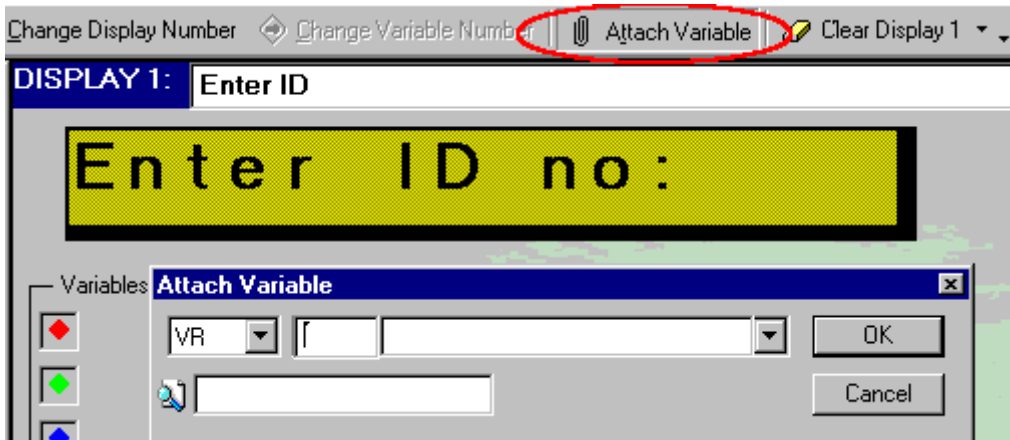 Change Display Number Change Variable Number Attach Variable Clear Display 1
DISPLAY 1: Enter ID
Enter ID no:
Variables Attach Variable
VR OK
Cancel